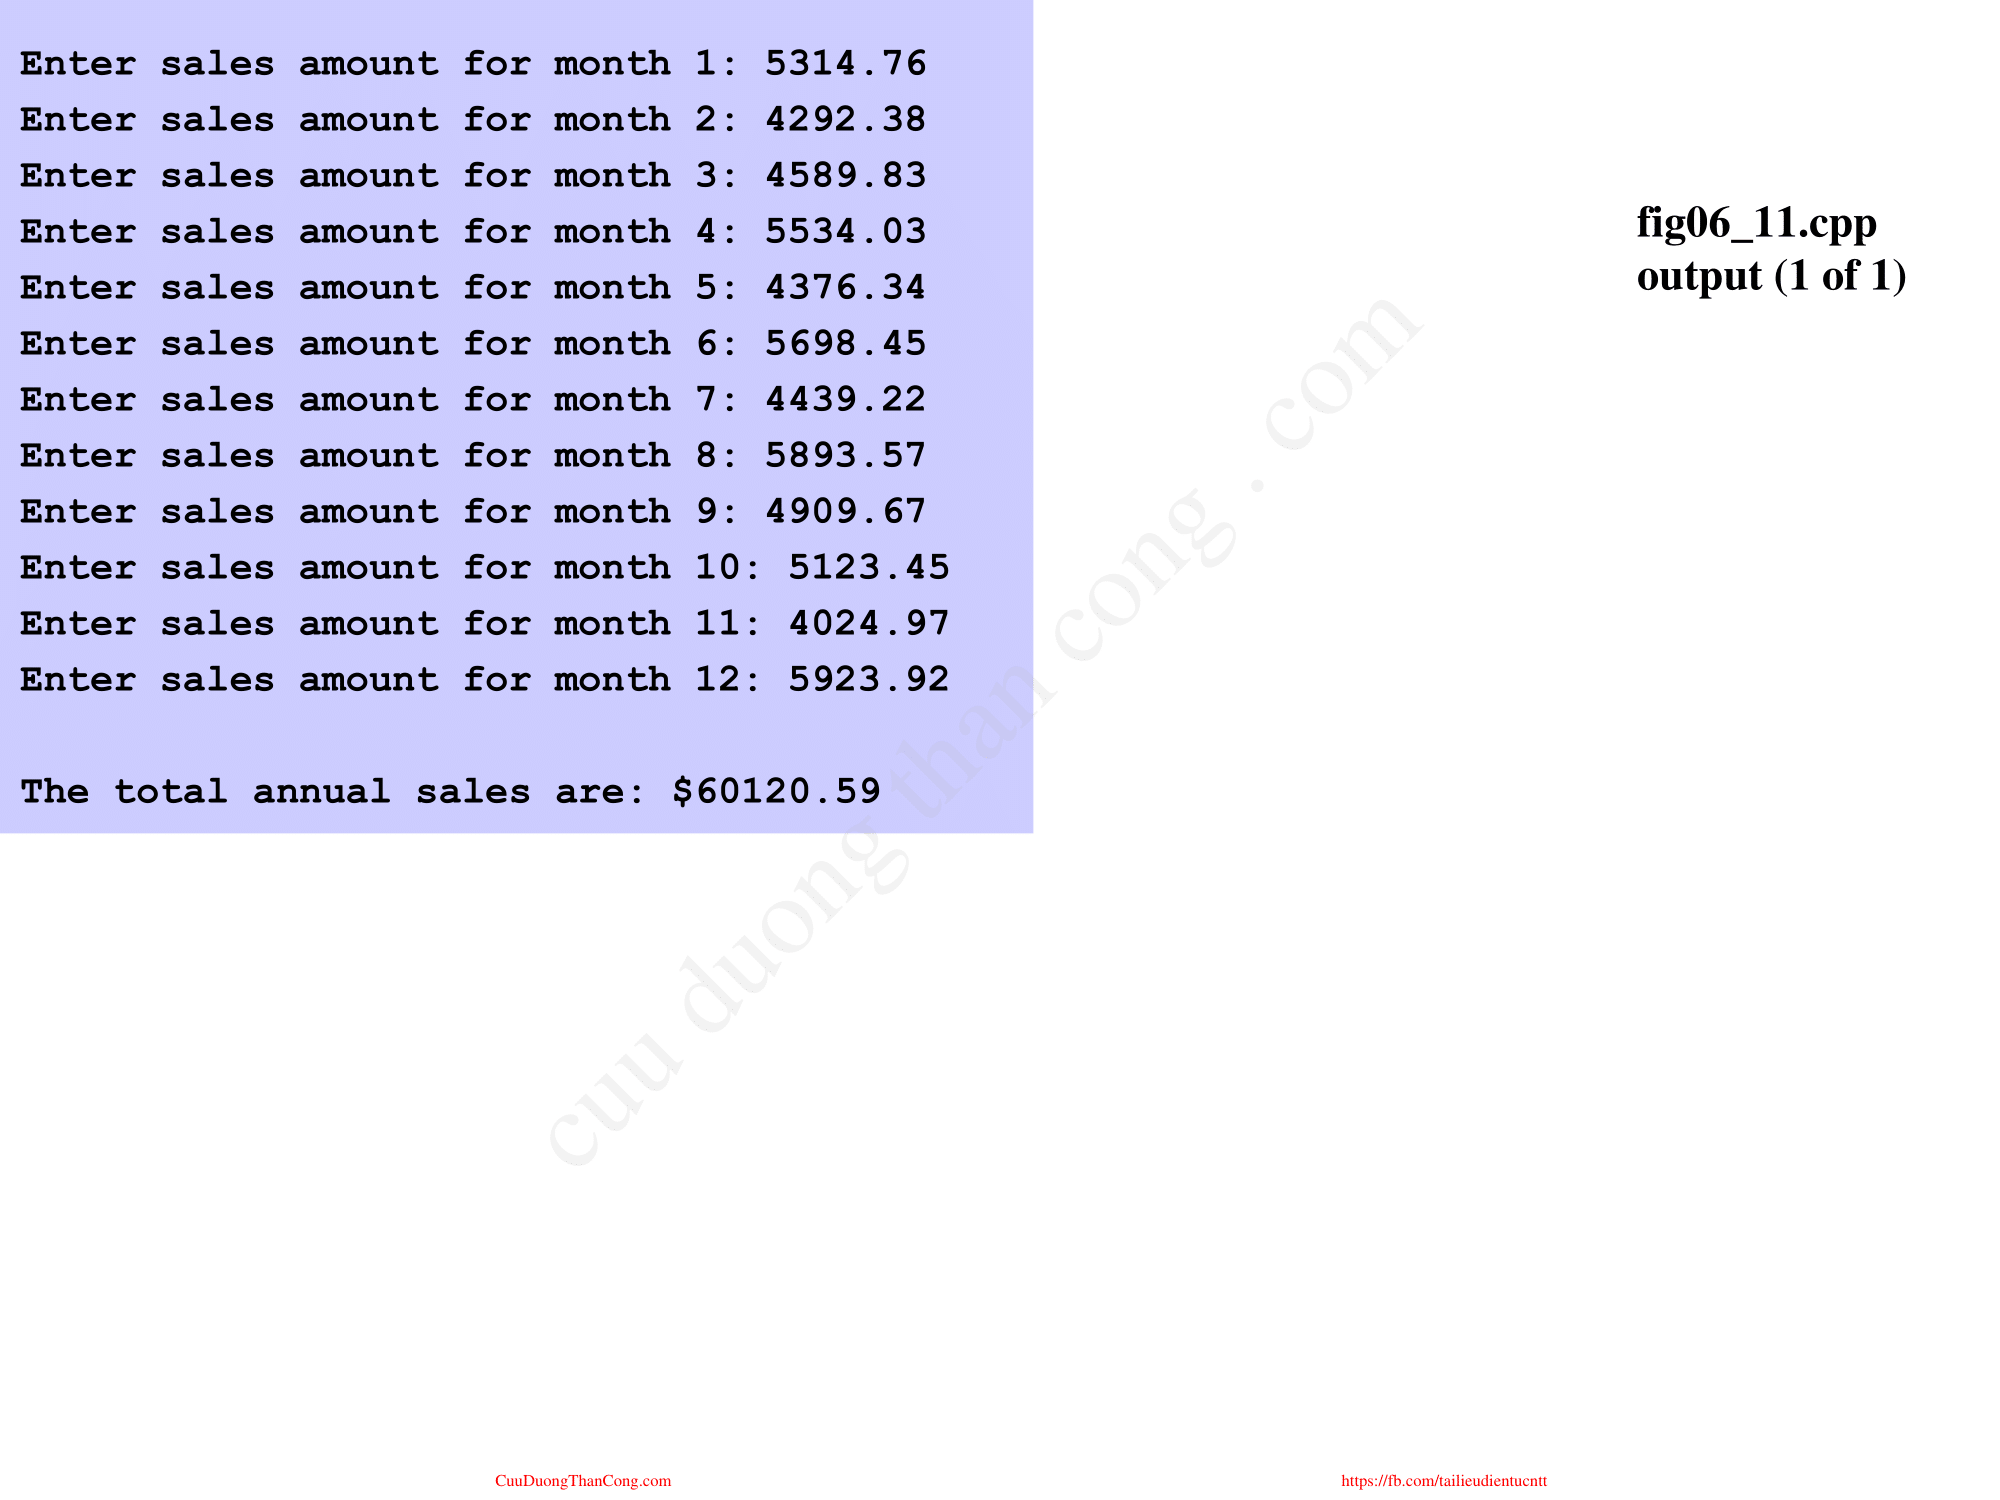 Enter sales amount for month 1: 5314.76
Enter sales amount for month 2: 4292.38
Enter sales amount for month 3: 4589.83
Enter sales amount for month 4: 5534.03
Enter sales amount for month 5: 4376.34
Enter sales amount for month 6: 5698.45
Enter sales amount for month 7: 4439.22
Enter sales amount for month 8: 5893.57
Enter sales amount for month 9: 4909.67
Enter sales amount for month 10: 5123.45
Enter sales amount for month 11: 4024.97
Enter sales amount for month 12: 5923.92
The total annual sales are: $60120.59
fig06_11.cpp
output (1 of 1)
cuu duong than cong . com
CuuDuongThanCong.com
https://fb.com/tailieudientucntt